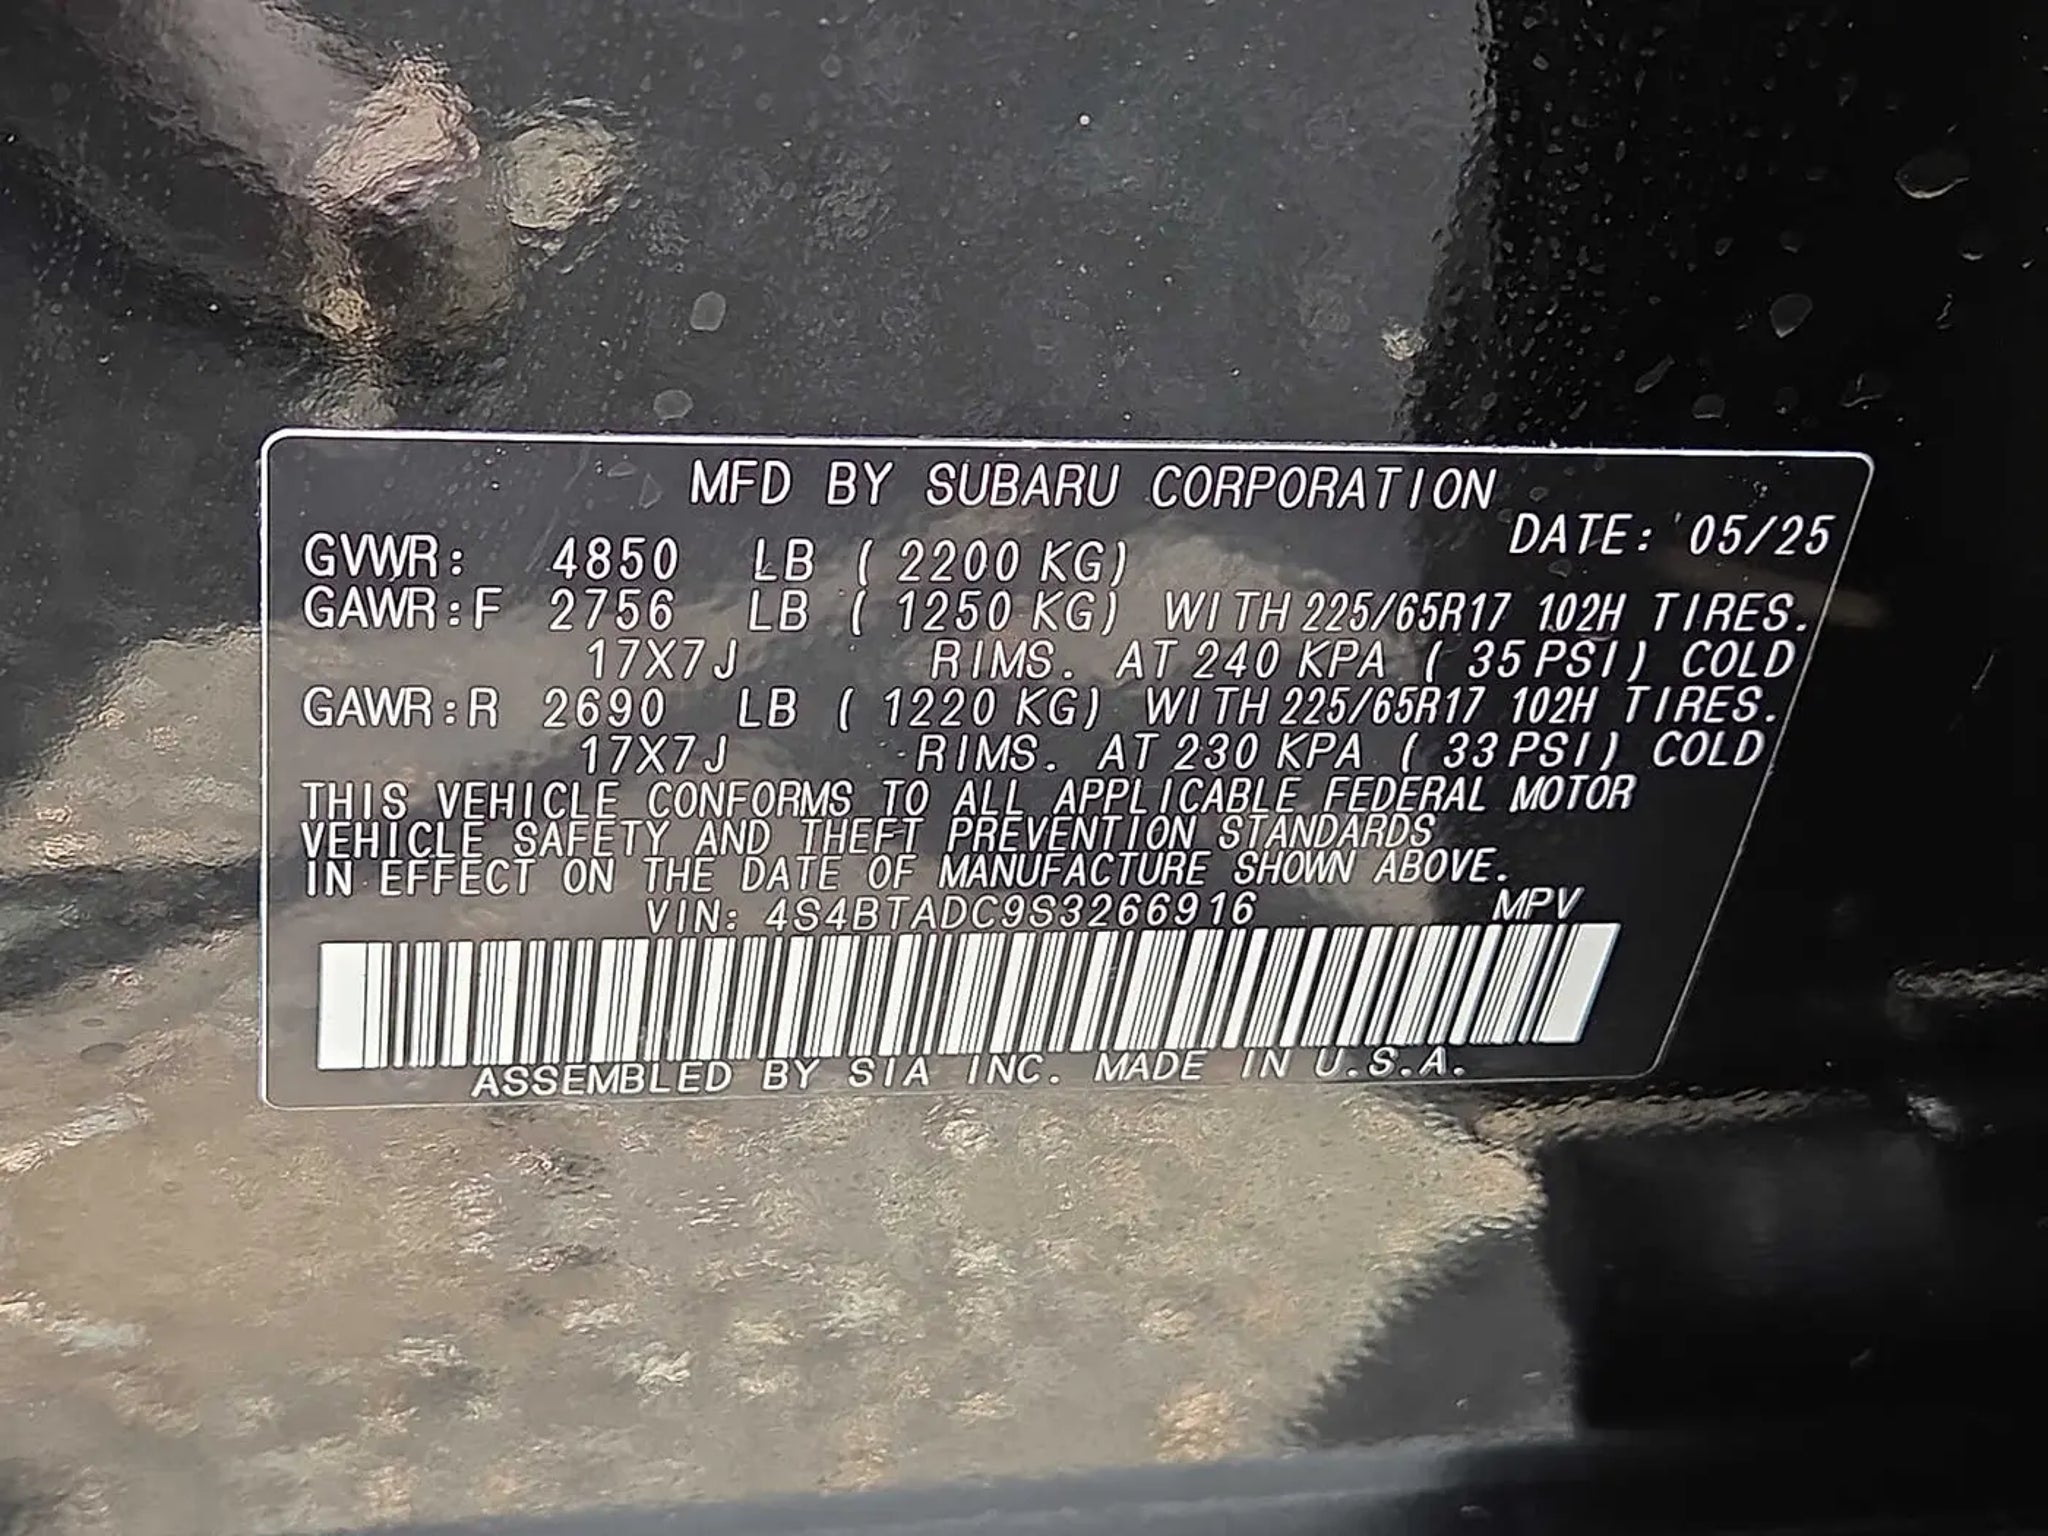 MFD BY SUBARU CORPORATION
DATE: 05/25
GVWR: 4850 LB (2200 KG)
GAWR:F 2756 LB (1250 KG) WITH 225/65R17 102H TIRES.
17X7J RIMS. AT 240 KPA (35 PSI) COLD
GAWR:R 2690 LB (1220 KG) WITH 225/65R17 102H TIRES.
17X7J RIMS. AT 230 KPA (33 PSI) COLD
THIS VEHICLE CONFORMS TO ALL APPLICABLE FEDERAL MOTOR
VEHICLE SAFETY AND THEFT PREVENTION STANDARDS
IN EFFECT ON THE DATE OF MANUFACTURE SHOWN ABOVE.
VIN: 4S4BTADC9S3266916 MPV
ASSEMBLED BY SIA INC. MADE IN U.S.A.